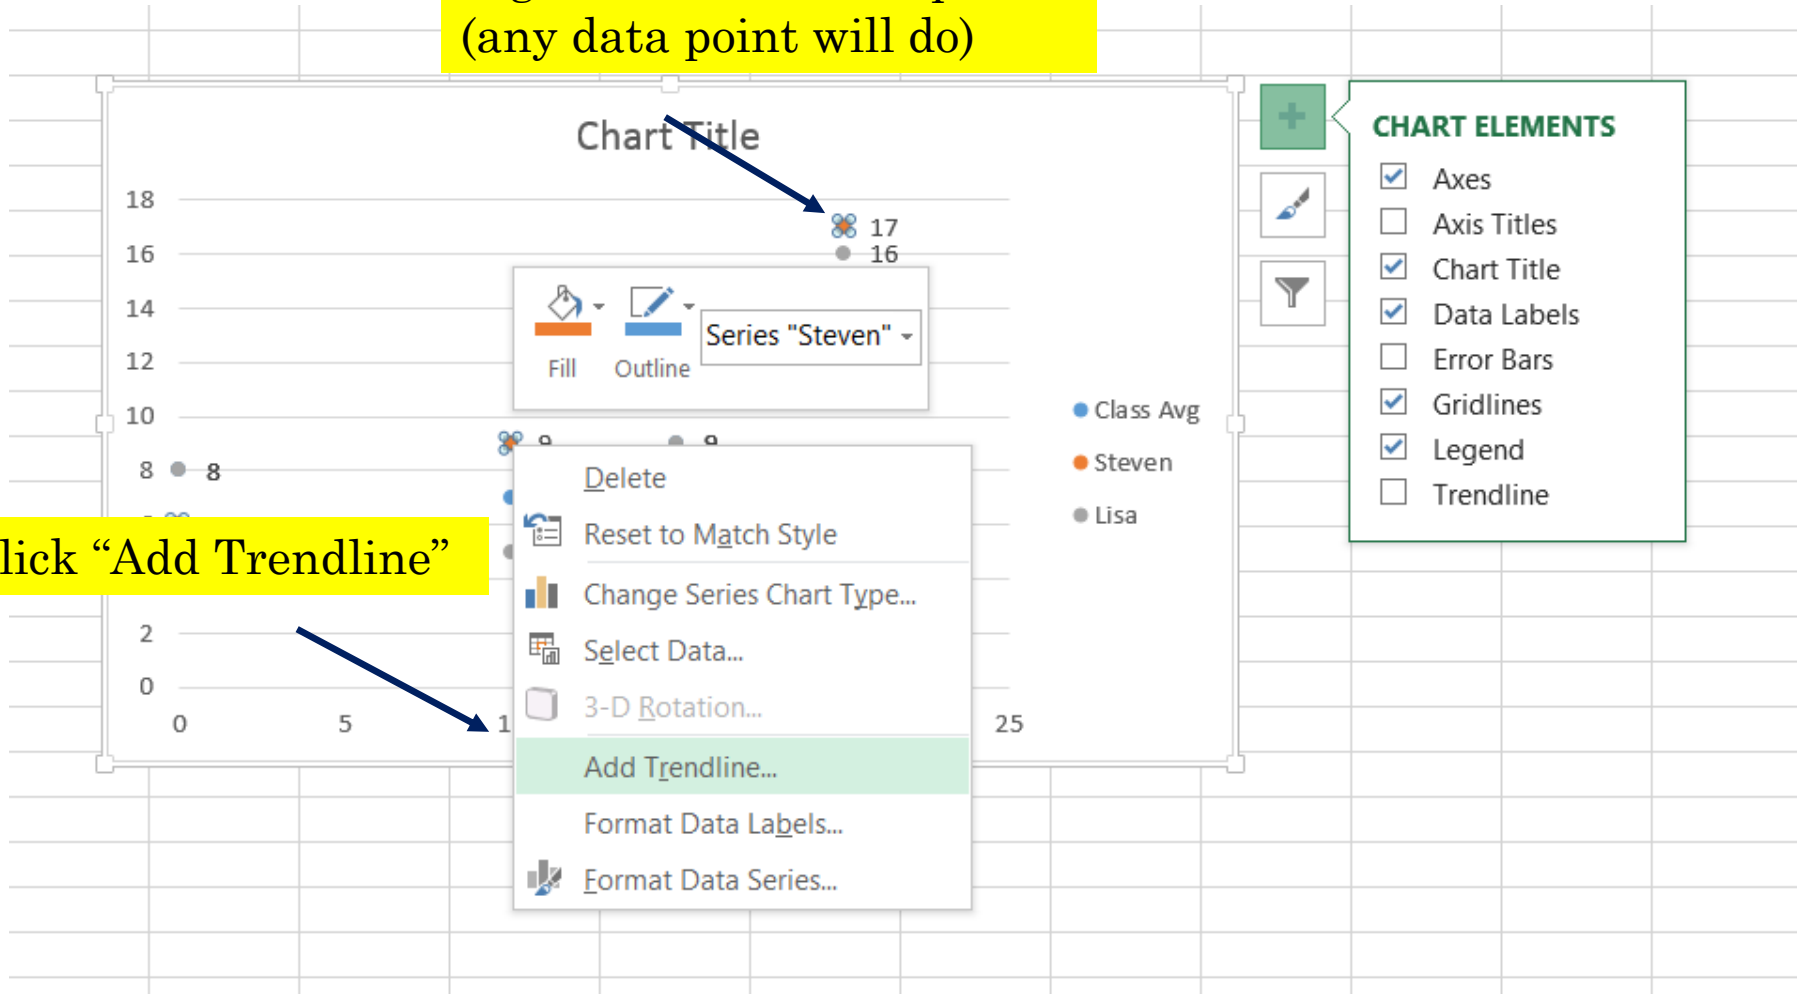 (any data point will do)
Chart Title
18
17
16
16
14
12
10
8
8
9
9
2
0
0
5
25
Fill
Outline
Series "Steven"
Class Avg
Steven
Lisa
Click “Add Trendline”
Delete
Reset to Match Style
Change Series Chart Type...
Select Data...
3-D Rotation...
Add Trendline...
Format Data Labels...
Format Data Series...
CHART ELEMENTS
Axes
Axis Titles
Chart Title
Data Labels
Error Bars
Gridlines
Legend
Trendline